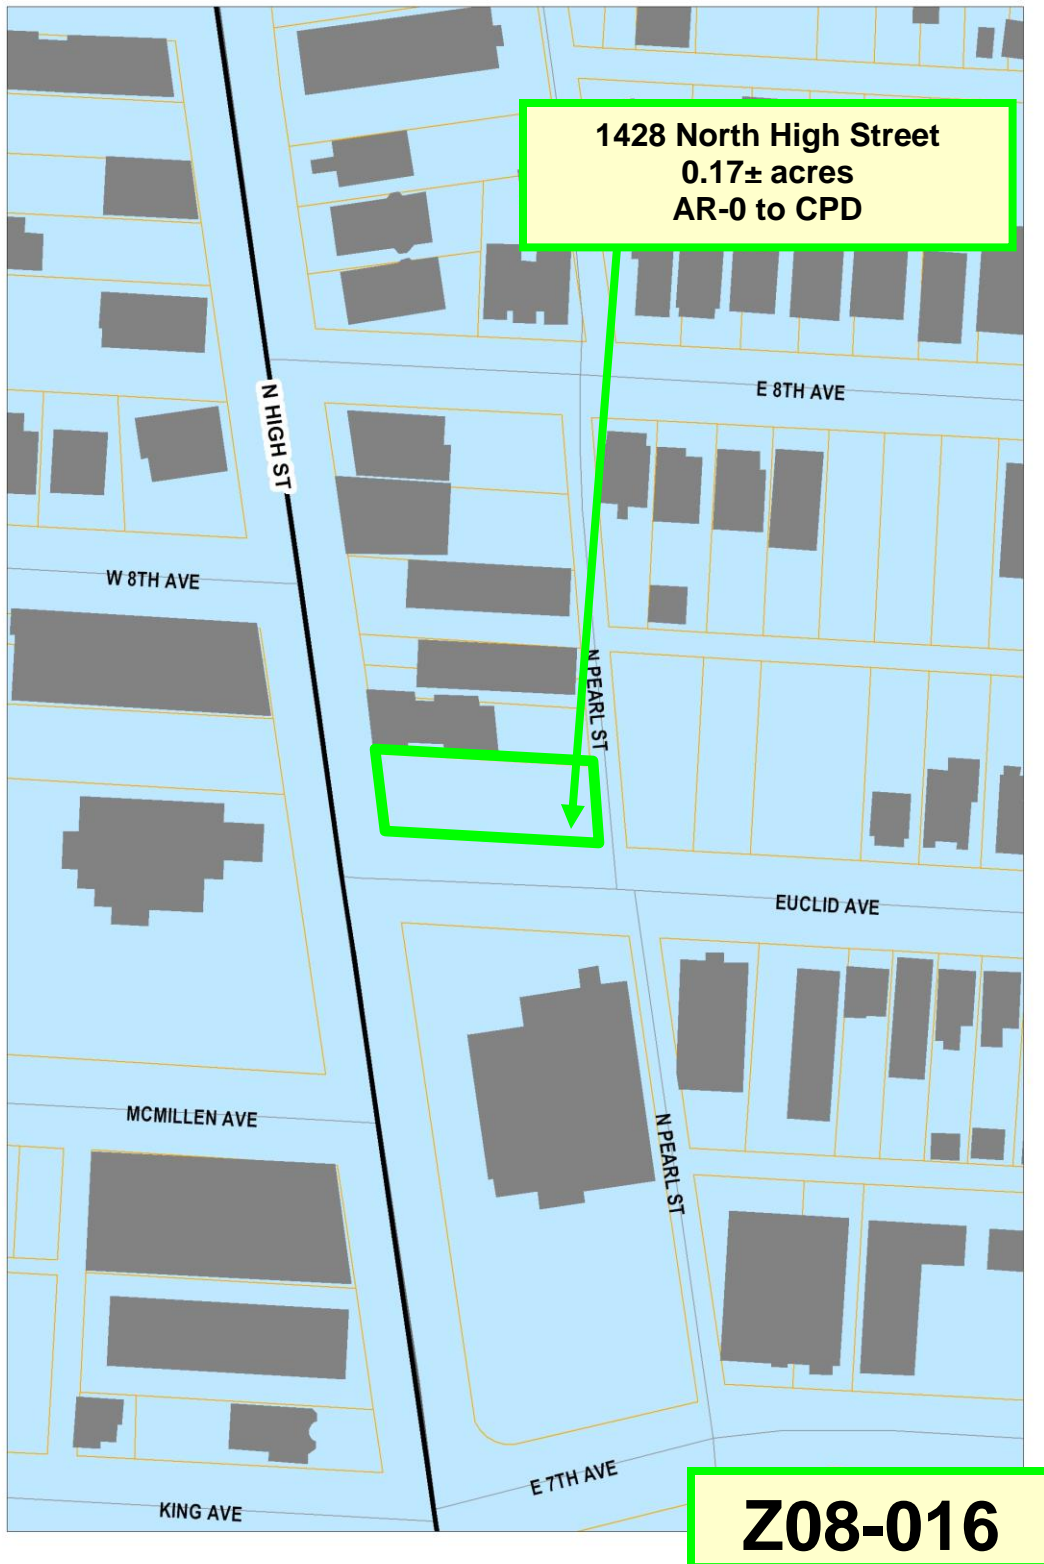 1428 North High Street
0.17± acres
AR-0 to CPD
E 8TH AVE
N HIGH ST
W 8TH AVE
N PEARL ST
EUCLID AVE
MCMILLEN AVE
N PEARL ST
E 7TH AVE
KING AVE
Z08-016